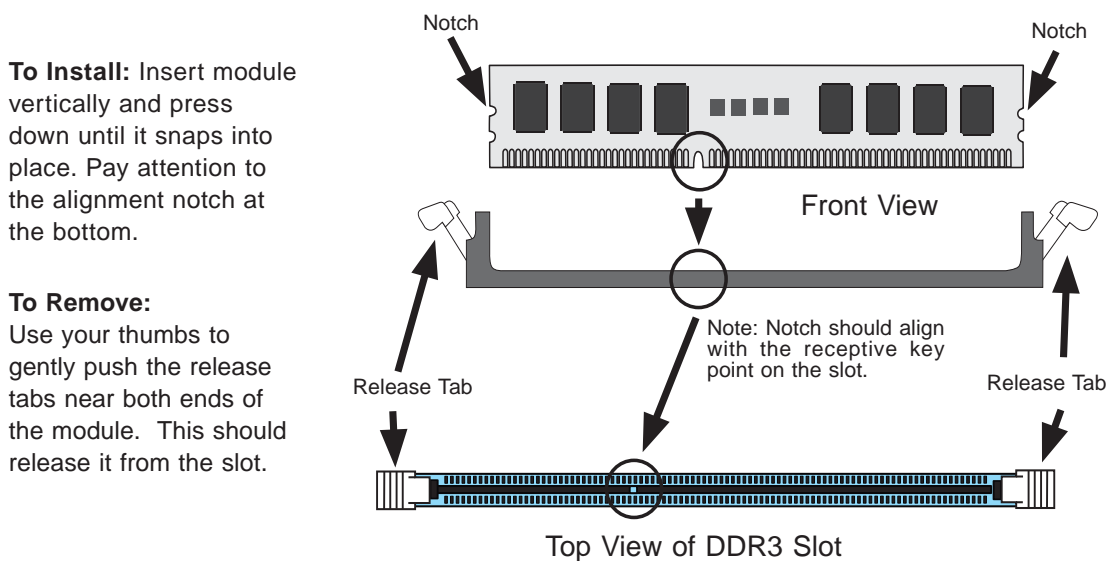 To Install: Insert module
vertically and press
down until it snaps into
place. Pay attention to
the alignment notch at
the bottom.
To Remove:
Use your thumbs to
gently push the release
tabs near both ends of
the module. This should
release it from the slot.
Notch
Notch
Front View
Note: Notch should align
with the receptive key
point on the slot.
Release Tab
Release Tab
Top View of DDR3 Slot